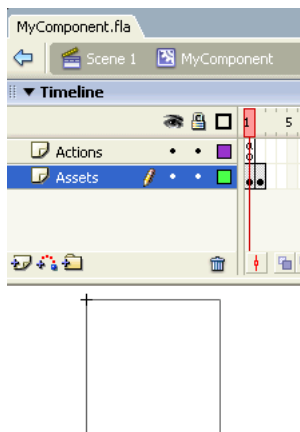 MyComponent.fla
Scene 1 MyComponent
Timeline
1 5
Actions
a
Assets